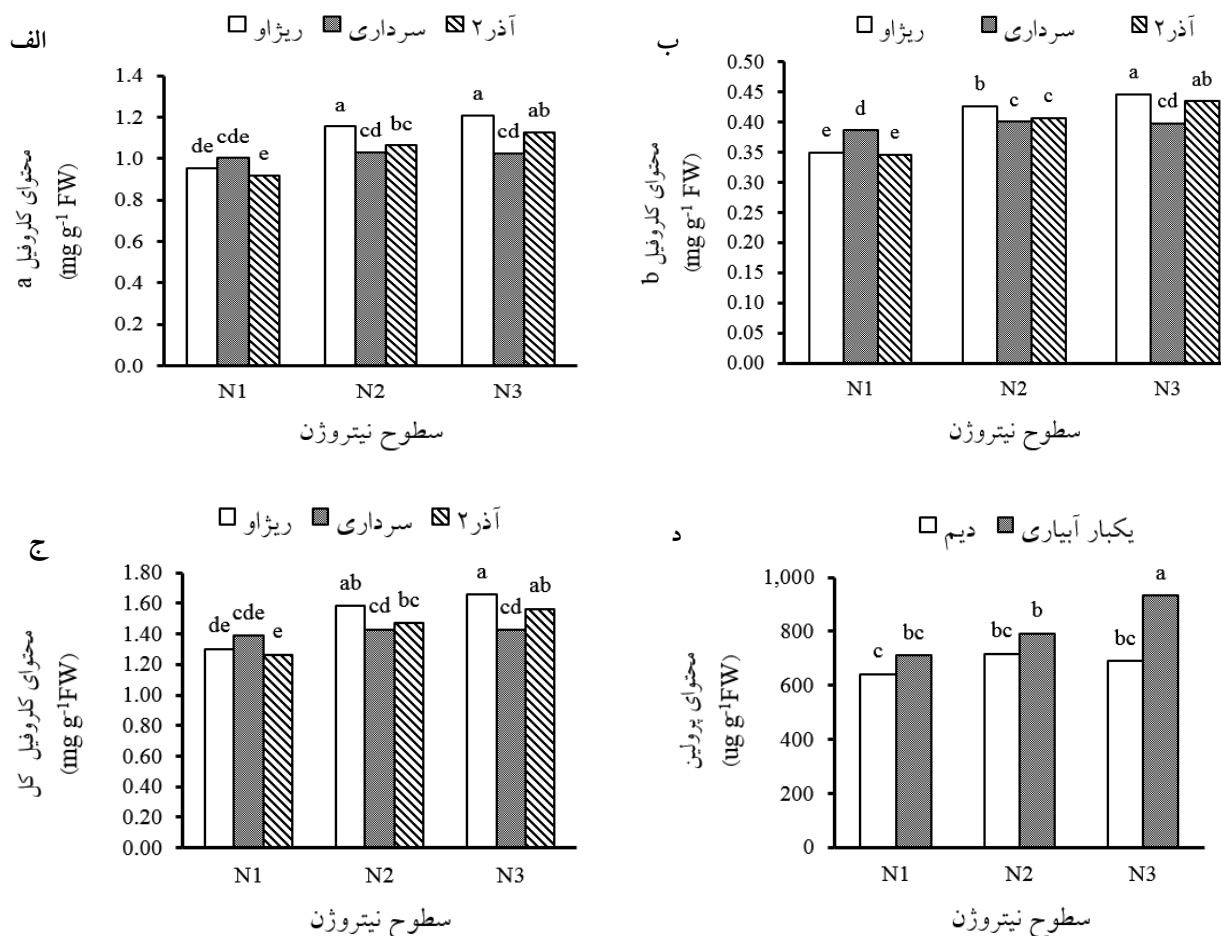 الف
ریژاو سرداری آذر۲
محتوای کلروفیل a
(mg g-1 FW)
1.4
1.2
1.0
0.8
0.6
0.4
0.2
0.0
de cde e
a cd bc
a cd ab
N1 N2 N3
سطوح نیتروژن
ب
ریژاو سرداری آذر۲
محتوای کلروفیل b
(mg g-1 FW)
0.50
0.45
0.40
0.35
0.30
0.25
0.20
0.15
0.10
0.05
0.00
e d e
b c c
a cd ab
N1 N2 N3
سطوح نیتروژن
ج
ریژاو سرداری آذر۲
محتوای کلروفیل کل
(mg g-1FW)
1.80
1.60
1.40
1.20
1.00
0.80
0.60
0.40
0.20
0.00
de cde e
ab cd bc
a cd ab
N1 N2 N3
سطوح نیتروژن
د
دیم یکبار آبیاری
محتوای پرولین
(ug g-1FW)
1,000
800
600
400
200
0
c bc
bc b
bc a
N1 N2 N3
سطوح نیتروژن